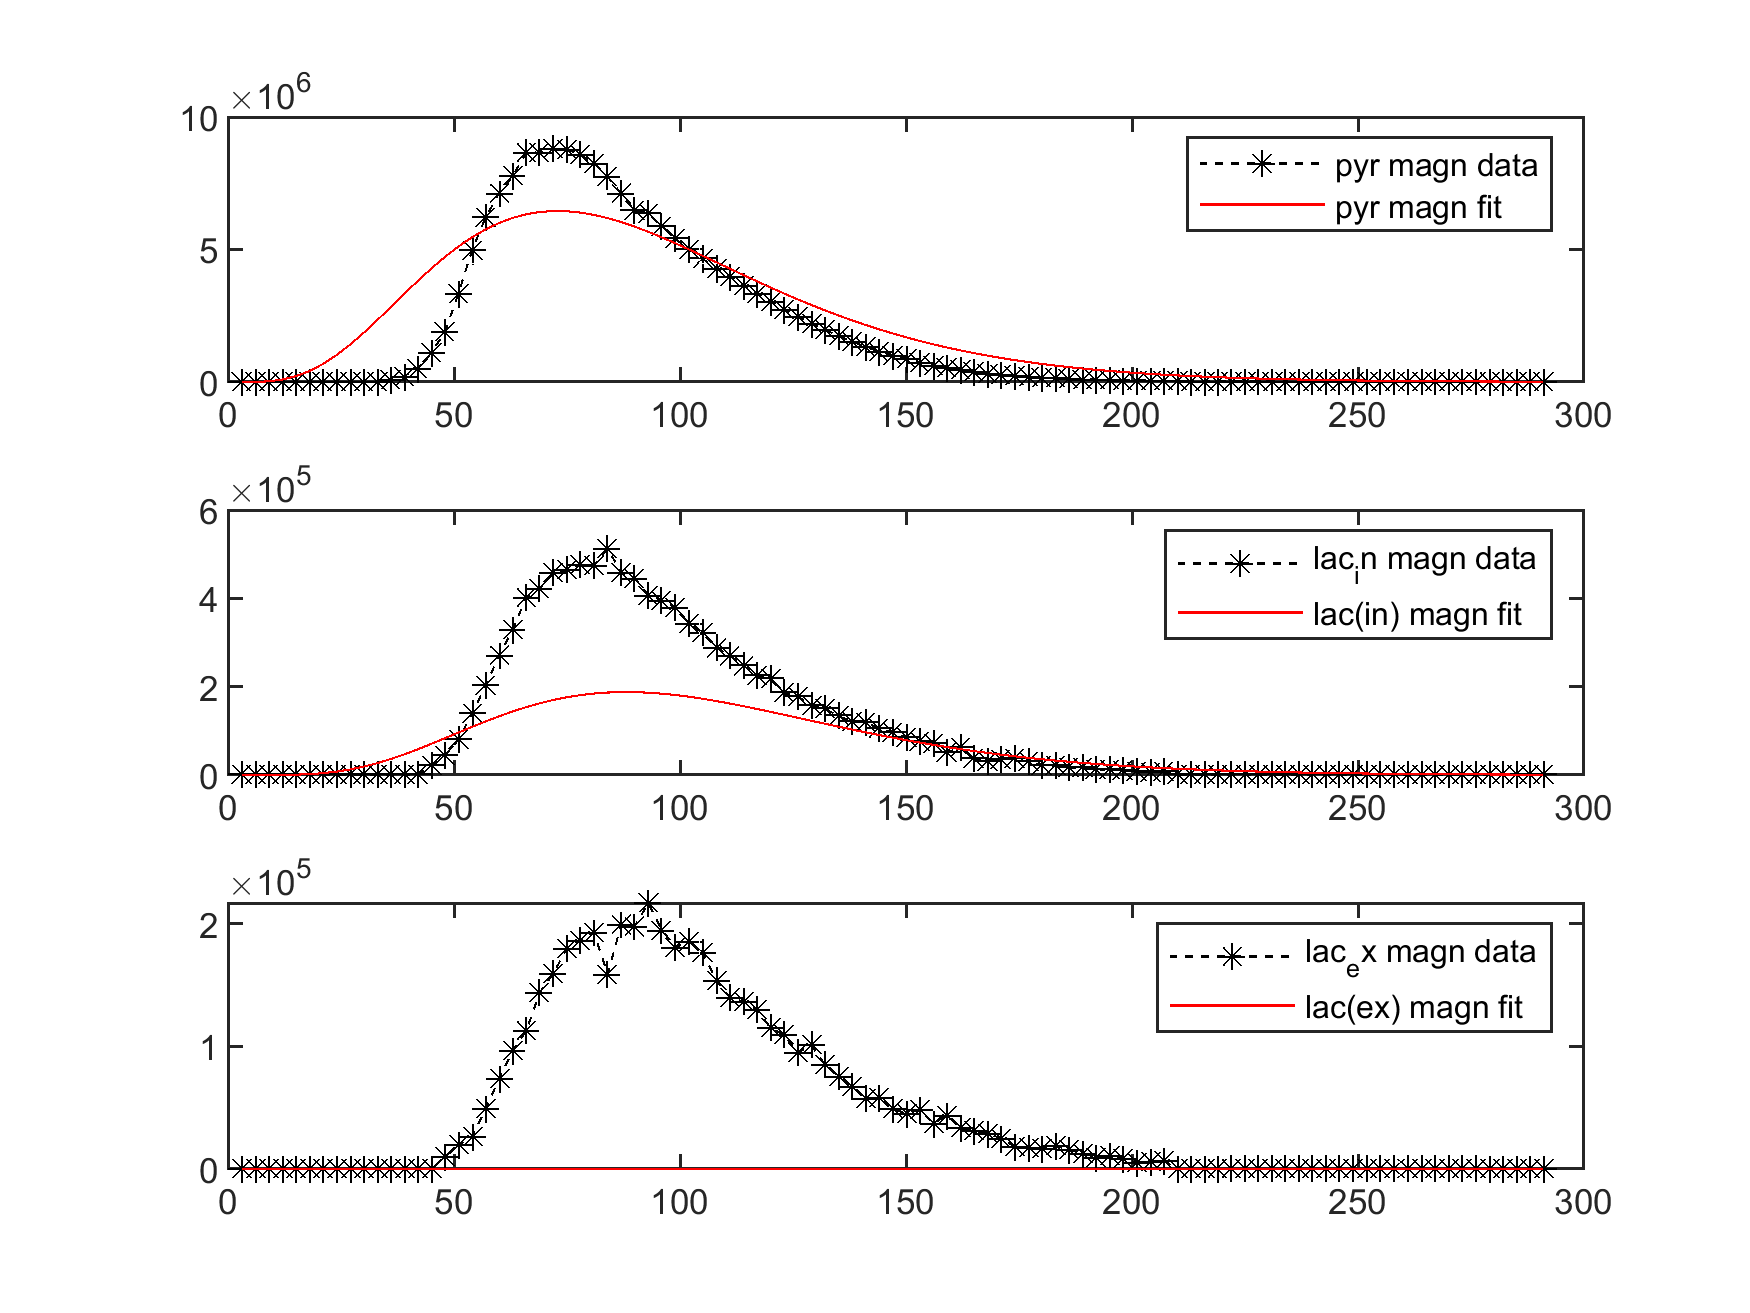 ×10⁶
10
5
0
0 50 100 150 200 250 300
pyr magn data
pyr magn fit
×10⁵
6
4
2
0
0 50 100 150 200 250 300
lacᵢn magn data
lac(in) magn fit
×10⁵
2
1
0
0 50 100 150 200 250 300
lacₑx magn data
lac(ex) magn fit